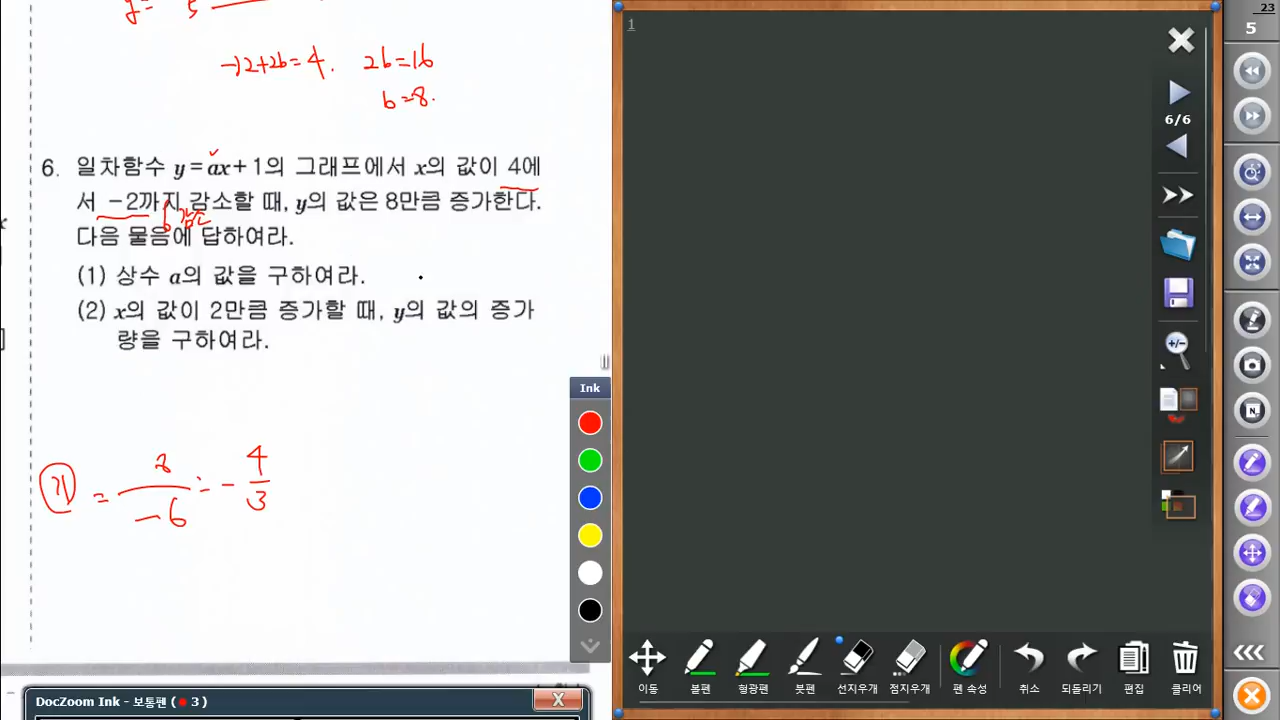 -12+2b=4. 2b=16
b=8.
6. 일차함수 y=ax+1의 그래프에서 x의 값이 4에
서 -2까지 감소할 때, y의 값은 8만큼 증가한다.
6 감소
다음 물음에 답하여라.
(1) 상수 a의 값을 구하여라.
(2) x의 값이 2만큼 증가할 때, y의 값의 증가
량을 구하여라.
기 = 8/-6 = -4/3
Ink
DocZoom Ink - 보통펜 ( 3 )
1
6/6
이동 볼펜 형광펜 붓펜 선지우개 점지우개 펜 속성 취소 되돌리기 편집 클리어
23
5